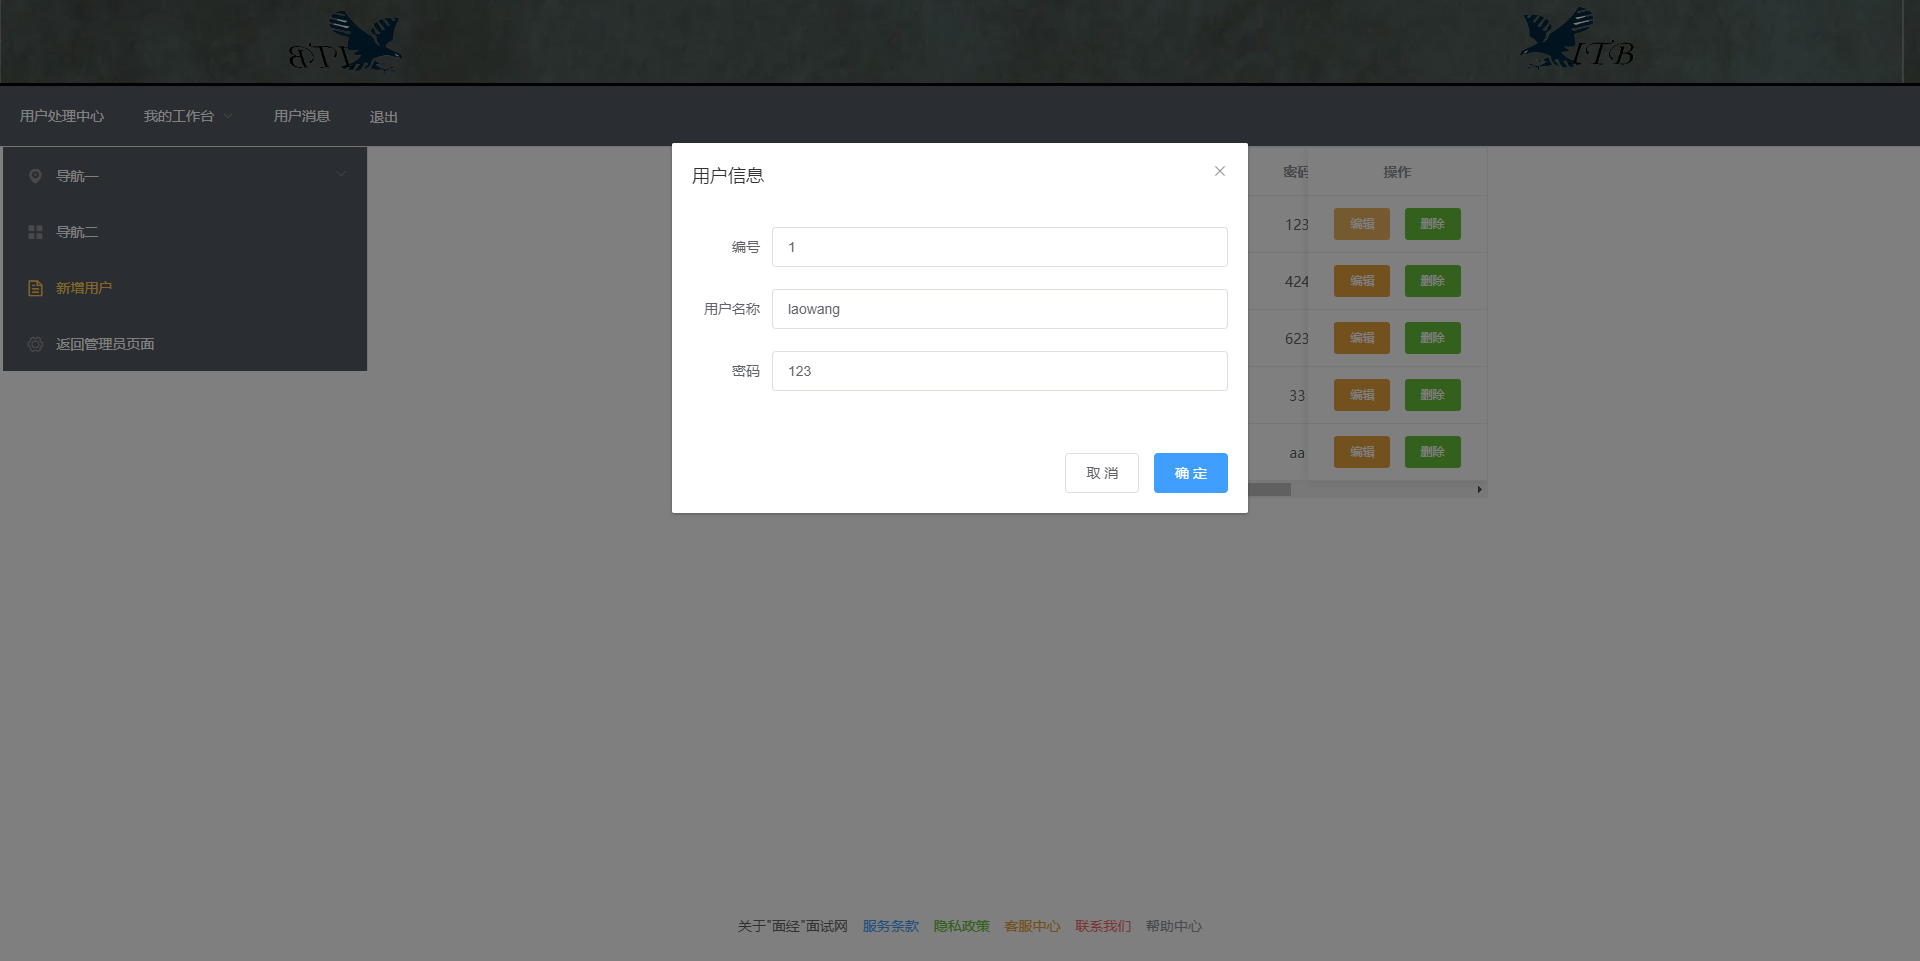 ITB
ITB
用户处理中心 我的工作台 用户消息 退出
导航一
导航二
新增用户
返回管理员页面
用户信息
编号 1
用户名称 laowang
密码 123
取 消 确 定
密码 操作
123 编辑 删除
424 编辑 删除
623 编辑 删除
33 编辑 删除
aa 编辑 删除
关于"面经"面试网 服务条款 隐私政策 客服中心 联系我们 帮助中心